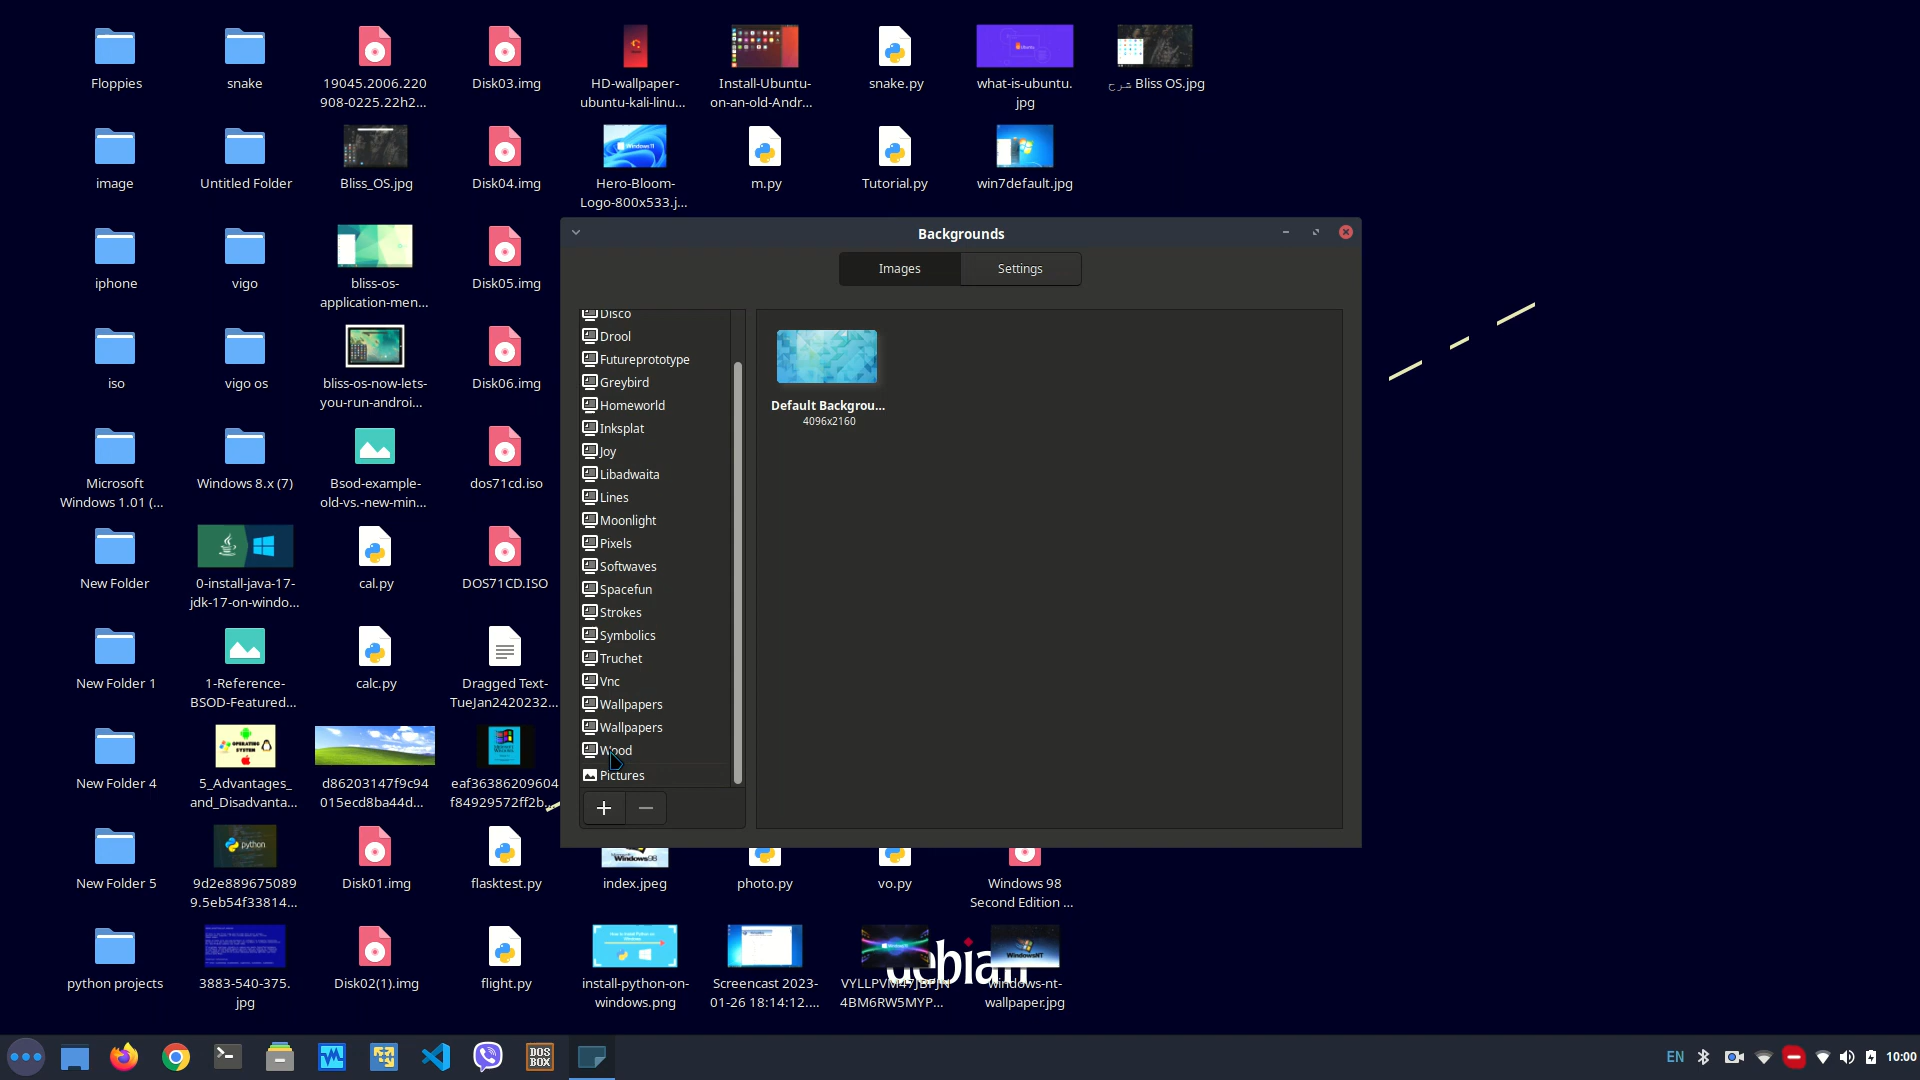 Floppies
snake
19045.2006.220
908-0225.22h2...
Disk03.img
HD-wallpaper-
ubuntu-kali-linu...
Install-Ubuntu-
on-an-old-Andr...
snake.py
what-is-ubuntu.
jpg
شرح Bliss OS.jpg
image
Untitled Folder
Bliss_OS.jpg
Disk04.img
Hero-Bloom-
Logo-800x533.j...
m.py
Tutorial.py
win7default.jpg
iphone
vigo
bliss-os-
application-men...
Disk05.img
iso
vigo os
bliss-os-now-lets-
you-run-androi...
Disk06.img
Microsoft
Windows 1.01 (...
Windows 8.x (7)
Bsod-example-
old-vs.-new-min...
dos71cd.iso
New Folder
0-install-java-17-
jdk-17-on-windo...
cal.py
DOS71CD.ISO
New Folder 1
1-Reference-
BSOD-Featured...
calc.py
Dragged Text-
TueJan2420232...
New Folder 4
OPERATING
SYSTEM
5_Advantages_
and_Disadvanta...
d86203147f9c94
015ecd8ba44d...
eaf36386209604
f84929572ff2b...
New Folder 5
python
9d2e889675089
9.5eb54f33814...
Disk01.img
flasktest.py
Windows98
index.jpeg
photo.py
vo.py
Windows 98
Second Edition ...
python projects
3883-540-375.
jpg
Disk02(1).img
flight.py
install-python-on-
windows.png
Screencast 2023-
01-26 18:14:12....
4BM6RW5MYP...
WindowsNT
windows-nt-
wallpaper.jpg
debian
Backgrounds
Images
Settings
Disco
Drool
Futureprototype
Greybird
Homeworld
Inksplat
Joy
Libadwaita
Lines
Moonlight
Pixels
Softwaves
Spacefun
Strokes
Symbolics
Truchet
Vnc
Wallpapers
Wallpapers
Wood
Pictures
Default Backgrou...
4096x2160
DOS
BOX
EN
10:00